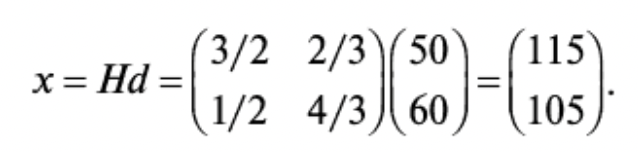 x = Hd = (3/2 2/3; 1/2 4/3)(50; 60) = (115; 105).